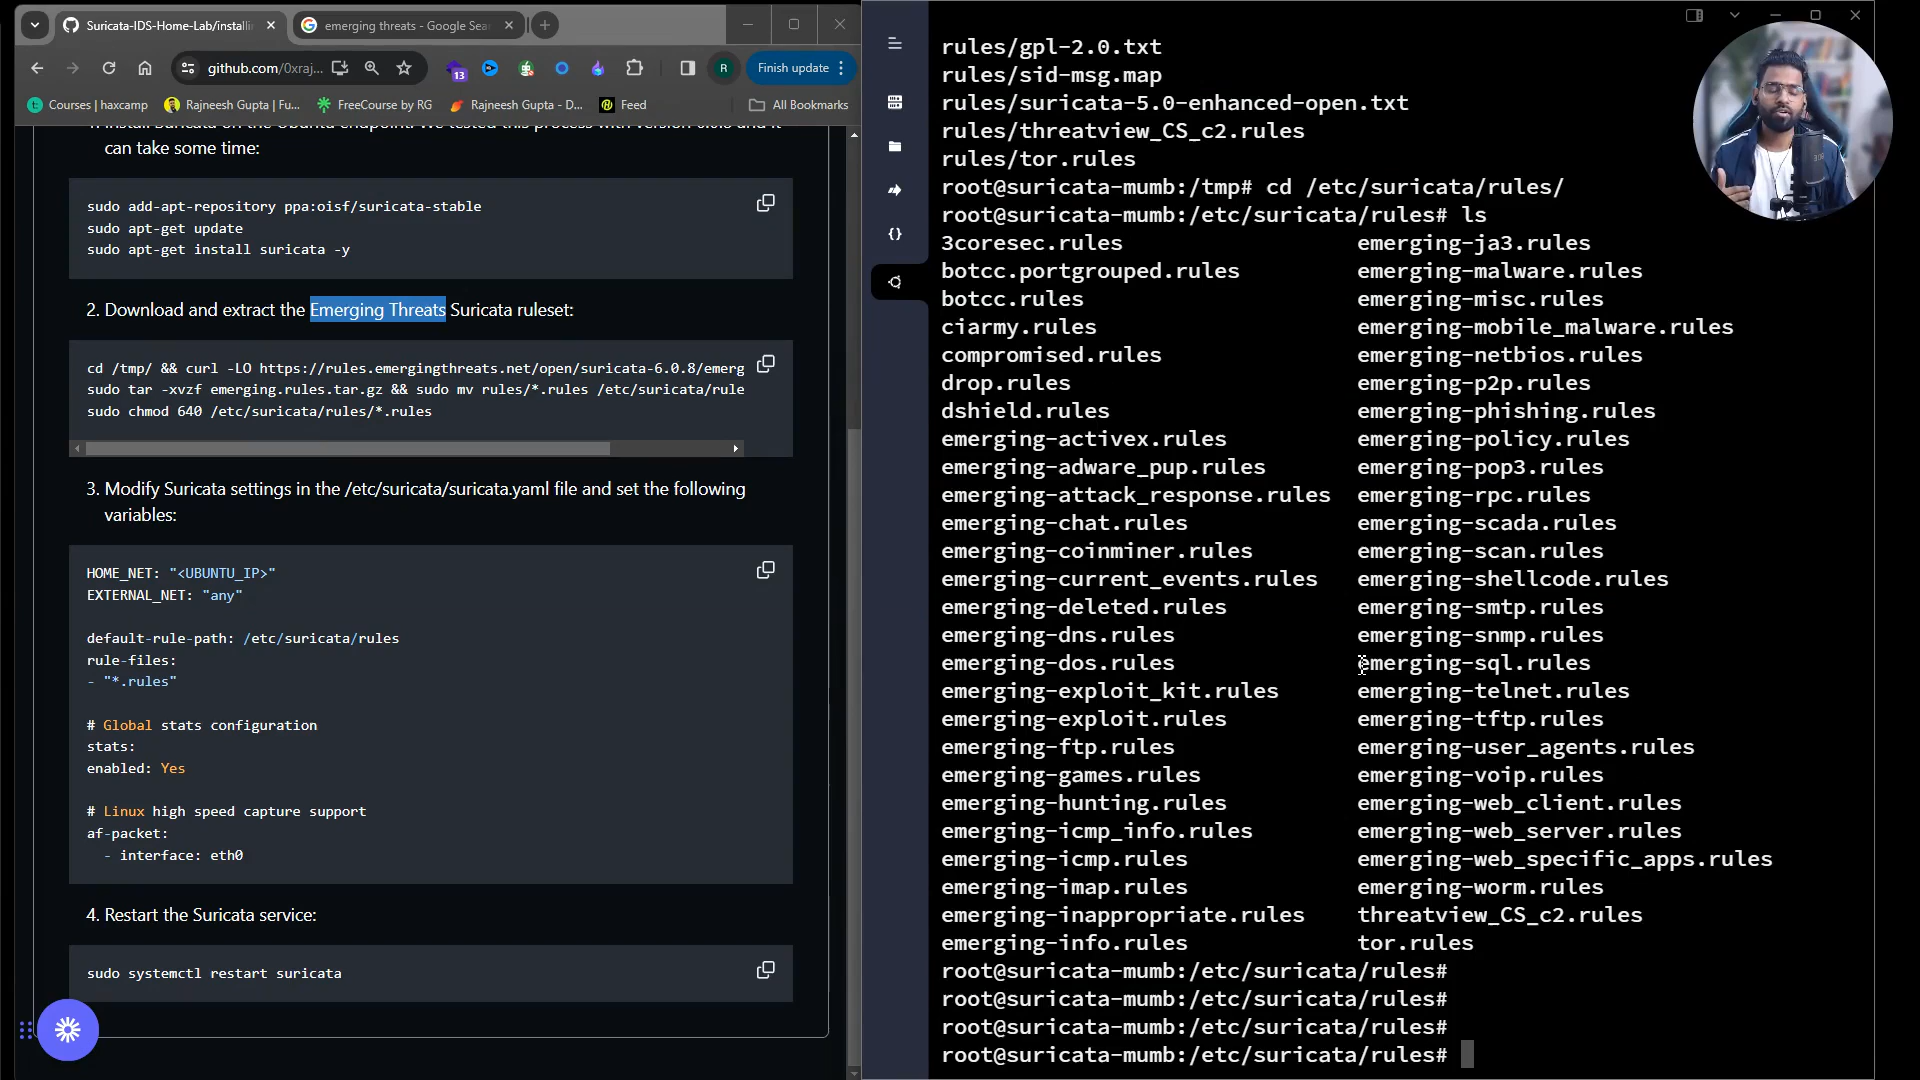 Suricata-IDS-Home-Lab/installi
emerging threats - Google Sea
github.com/0xraj...
13
R
Finish update
Courses | haxcamp
Rajneesh Gupta | Fu...
FreeCourse by RG
Rajneesh Gupta - D...
Feed
All Bookmarks
can take some time:
sudo add-apt-repository ppa:oisf/suricata-stable
sudo apt-get update
sudo apt-get install suricata -y
2. Download and extract the Emerging Threats Suricata ruleset:
cd /tmp/ && curl -LO https://rules.emergingthreats.net/open/suricata-6.0.8/emerg
sudo tar -xvzf emerging.rules.tar.gz && sudo mv rules/*.rules /etc/suricata/rule
sudo chmod 640 /etc/suricata/rules/*.rules
3. Modify Suricata settings in the /etc/suricata/suricata.yaml file and set the following
variables:
HOME_NET: "<UBUNTU_IP>"
EXTERNAL_NET: "any"
default-rule-path: /etc/suricata/rules
rule-files:
- "*.rules"
# Global stats configuration
stats:
enabled: Yes
# Linux high speed capture support
af-packet:
- interface: eth0
4. Restart the Suricata service:
sudo systemctl restart suricata
rules/gpl-2.0.txt
rules/sid-msg.map
rules/suricata-5.0-enhanced-open.txt
rules/threatview_CS_c2.rules
rules/tor.rules
root@suricata-mumb:/tmp# cd /etc/suricata/rules/
root@suricata-mumb:/etc/suricata/rules# ls
3coresec.rules emerging-ja3.rules
botcc.portgrouped.rules emerging-malware.rules
botcc.rules emerging-misc.rules
ciarmy.rules emerging-mobile_malware.rules
compromised.rules emerging-netbios.rules
drop.rules emerging-p2p.rules
dshield.rules emerging-phishing.rules
emerging-activex.rules emerging-policy.rules
emerging-adware_pup.rules emerging-pop3.rules
emerging-attack_response.rules emerging-rpc.rules
emerging-chat.rules emerging-scada.rules
emerging-coinminer.rules emerging-scan.rules
emerging-current_events.rules emerging-shellcode.rules
emerging-deleted.rules emerging-smtp.rules
emerging-dns.rules emerging-snmp.rules
emerging-dos.rules emerging-sql.rules
emerging-exploit_kit.rules emerging-telnet.rules
emerging-exploit.rules emerging-tftp.rules
emerging-ftp.rules emerging-user_agents.rules
emerging-games.rules emerging-voip.rules
emerging-hunting.rules emerging-web_client.rules
emerging-icmp_info.rules emerging-web_server.rules
emerging-icmp.rules emerging-web_specific_apps.rules
emerging-imap.rules emerging-worm.rules
emerging-inappropriate.rules threatview_CS_c2.rules
emerging-info.rules tor.rules
root@suricata-mumb:/etc/suricata/rules#
root@suricata-mumb:/etc/suricata/rules#
root@suricata-mumb:/etc/suricata/rules#
root@suricata-mumb:/etc/suricata/rules#